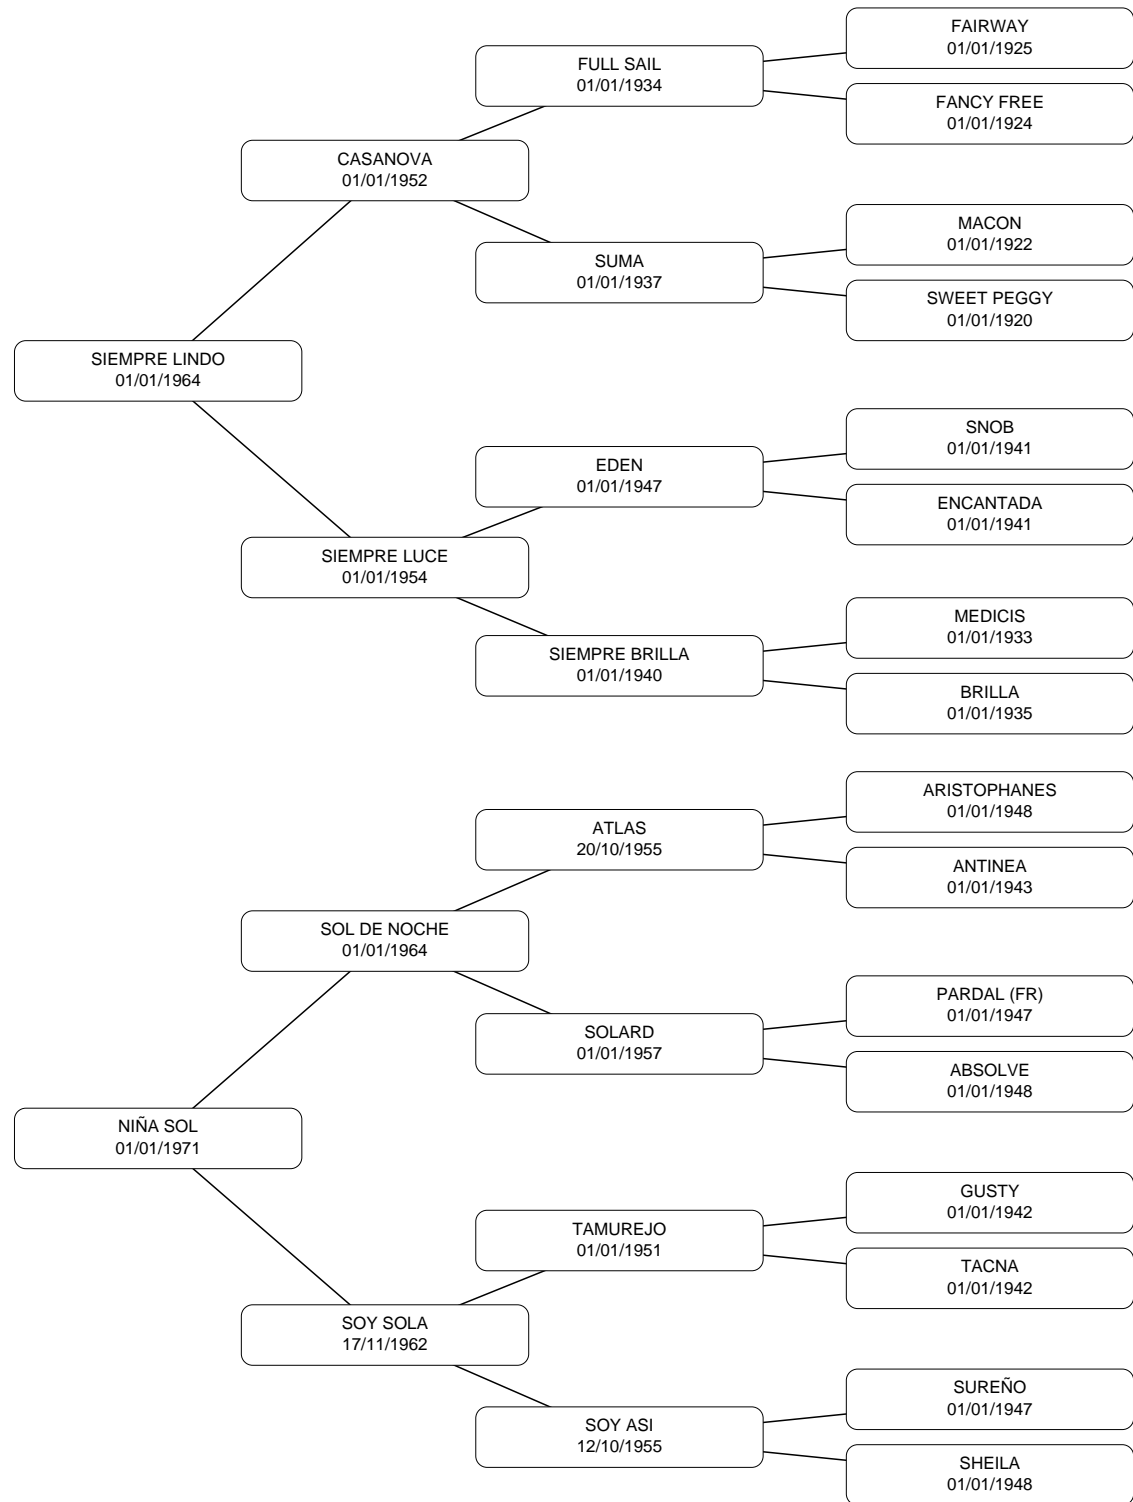 FAIRWAY
01/01/1925
FULL SAIL
01/01/1934
FANCY FREE
01/01/1924
CASANOVA
01/01/1952
MACON
01/01/1922
SUMA
01/01/1937
SWEET PEGGY
01/01/1920
SIEMPRE LINDO
01/01/1964
SNOB
01/01/1941
EDEN
01/01/1947
ENCANTADA
01/01/1941
SIEMPRE LUCE
01/01/1954
MEDICIS
01/01/1933
SIEMPRE BRILLA
01/01/1940
BRILLA
01/01/1935
ARISTOPHANES
01/01/1948
ATLAS
20/10/1955
ANTINEA
01/01/1943
SOL DE NOCHE
01/01/1964
PARDAL (FR)
01/01/1947
SOLARD
01/01/1957
ABSOLVE
01/01/1948
NIÑA SOL
01/01/1971
GUSTY
01/01/1942
TAMUREJO
01/01/1951
TACNA
01/01/1942
SOY SOLA
17/11/1962
SUREÑO
01/01/1947
SOY ASI
12/10/1955
SHEILA
01/01/1948